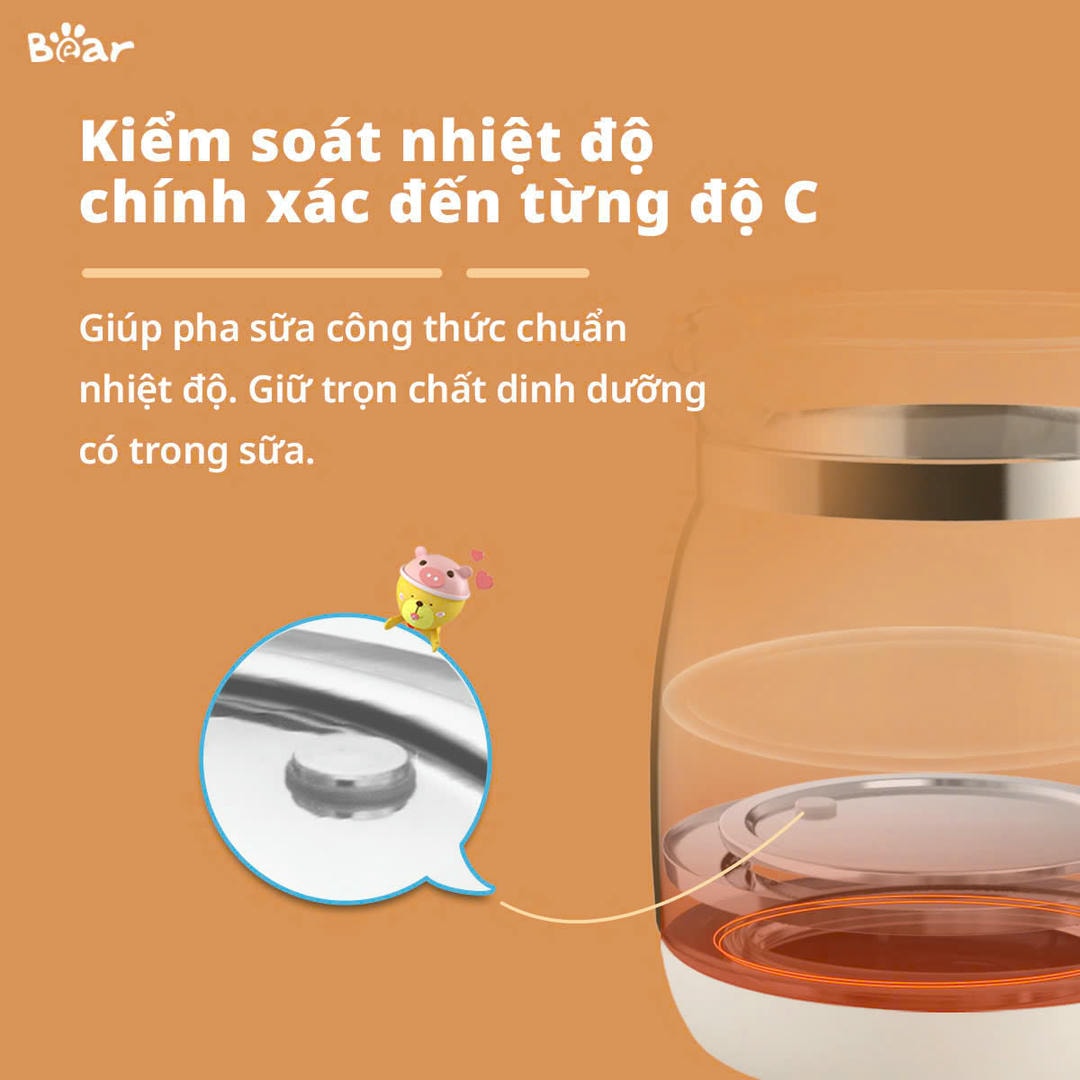 Bear
Kiểm soát nhiệt độ
chính xác đến từng độ C
Giúp pha sữa công thức chuẩn
nhiệt độ. Giữ trọn chất dinh dưỡng
có trong sữa.